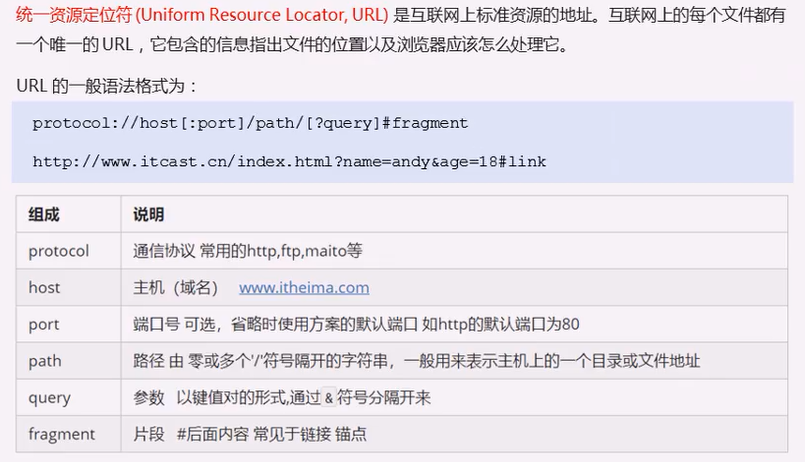 统一资源定位符 (Uniform Resource Locator, URL) 是互联网上标准资源的地址。互联网上的每个文件都有
一个唯一的 URL，它包含的信息指出文件的位置以及浏览器应该怎么处理它。
URL 的一般语法格式为：
protocol://host[:port]/path/[?query]#fragment
http://www.itcast.cn/index.html?name=andy&age=18#link
组成 说明
protocol 通信协议 常用的http,ftp,maito等
host 主机（域名） www.itheima.com
port 端口号 可选，省略时使用方案的默认端口 如http的默认端口为80
path 路径 由 零或多个'/'符号隔开的字符串，一般用来表示主机上的一个目录或文件地址
query 参数 以键值对的形式,通过 & 符号分隔开来
fragment 片段 #后面内容 常见于链接 锚点